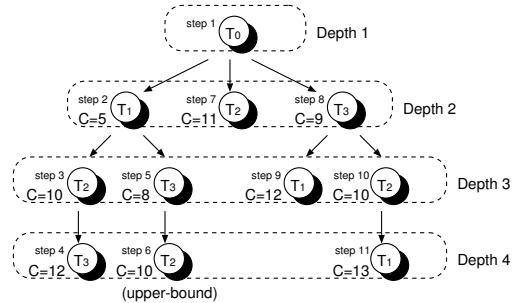 step 1 T0 Depth 1
step 2 T1 step 7 T2 step 8 T3 Depth 2
C=5 C=11 C=9
step 3 T2 step 5 T3 step 9 T1 step 10 T2 Depth 3
C=10 C=8 C=12 C=10
step 4 T3 step 6 T2 step 11 T1 Depth 4
C=12 C=10 C=13
(upper-bound)